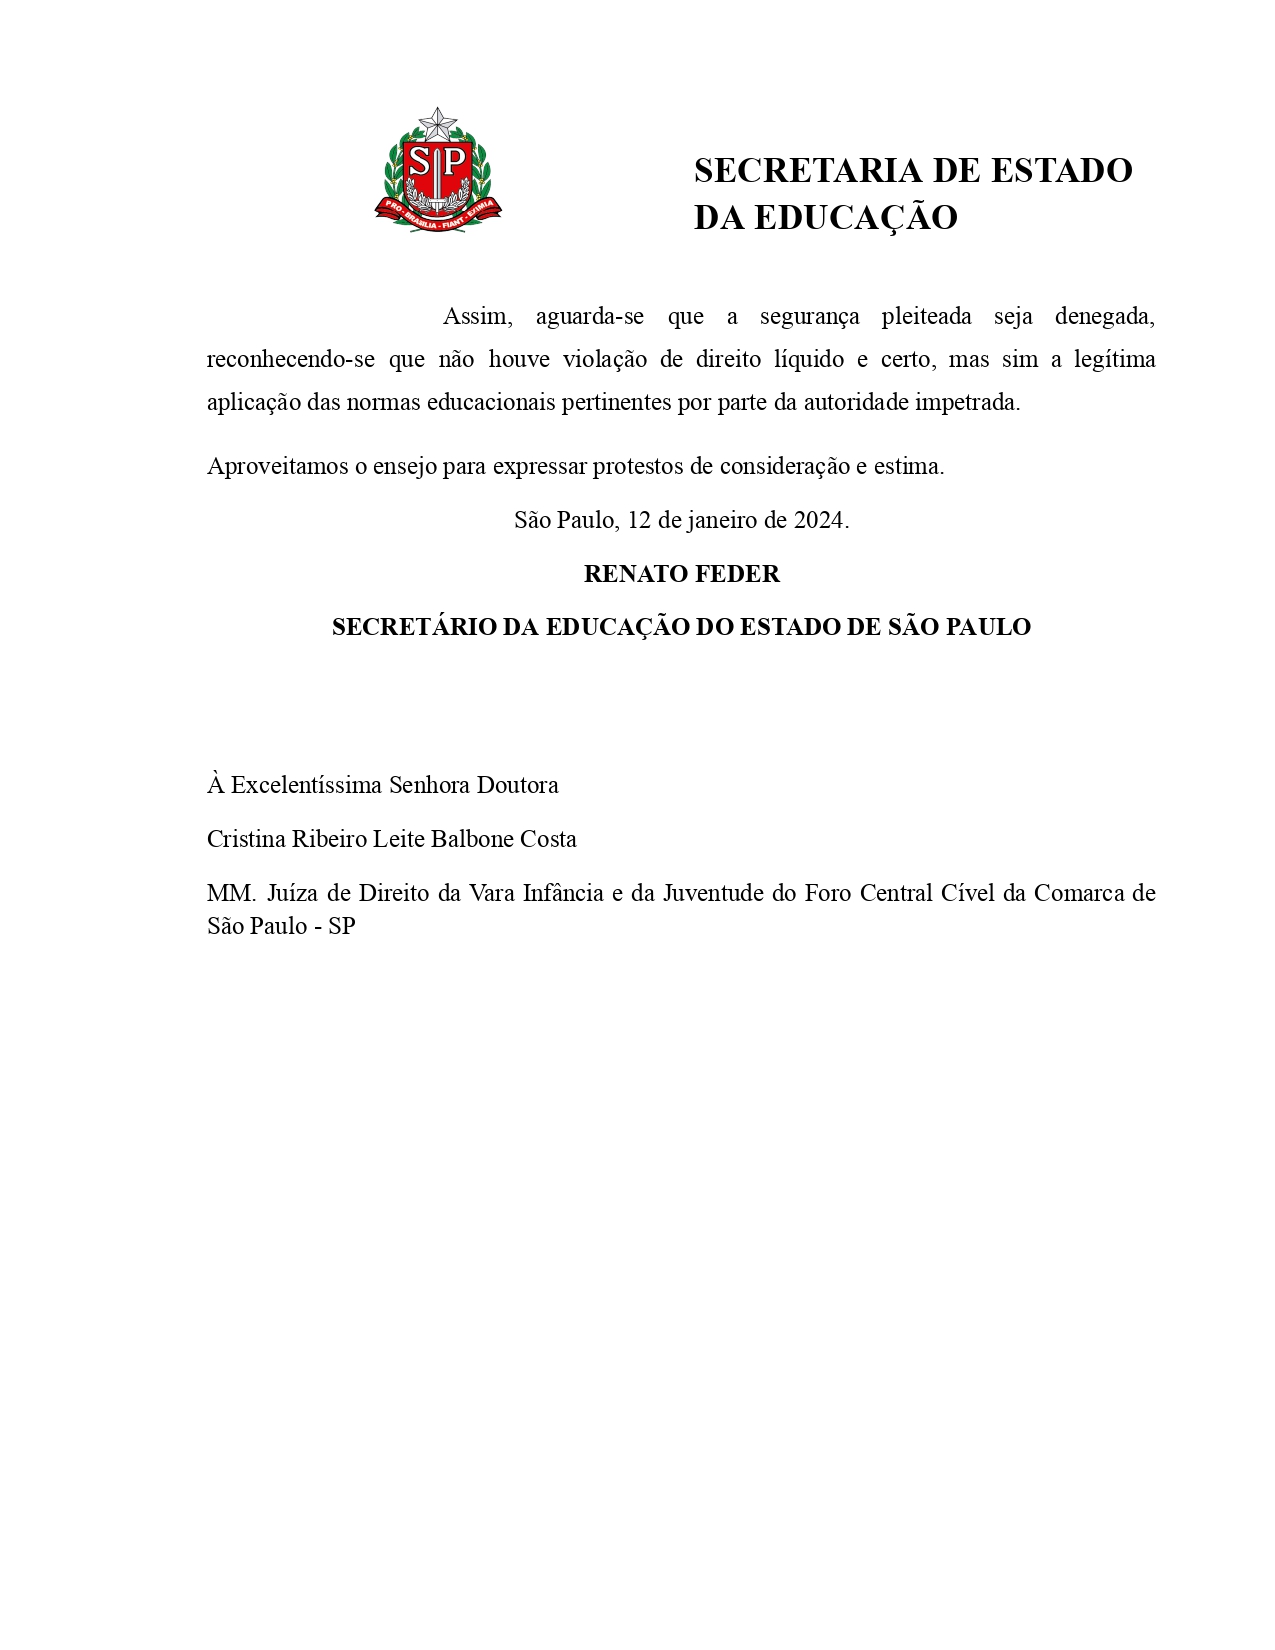 SP
PRO · BRASILIA · FIANT · EXIMIA
SECRETARIA DE ESTADO
DA EDUCAÇÃO
Assim, aguarda-se que a segurança pleiteada seja denegada,
reconhecendo-se que não houve violação de direito líquido e certo, mas sim a legítima
aplicação das normas educacionais pertinentes por parte da autoridade impetrada.
Aproveitamos o ensejo para expressar protestos de consideração e estima.
São Paulo, 12 de janeiro de 2024.
RENATO FEDER
SECRETÁRIO DA EDUCAÇÃO DO ESTADO DE SÃO PAULO
À Excelentíssima Senhora Doutora
Cristina Ribeiro Leite Balbone Costa
MM. Juíza de Direito da Vara Infância e da Juventude do Foro Central Cível da Comarca de
São Paulo - SP